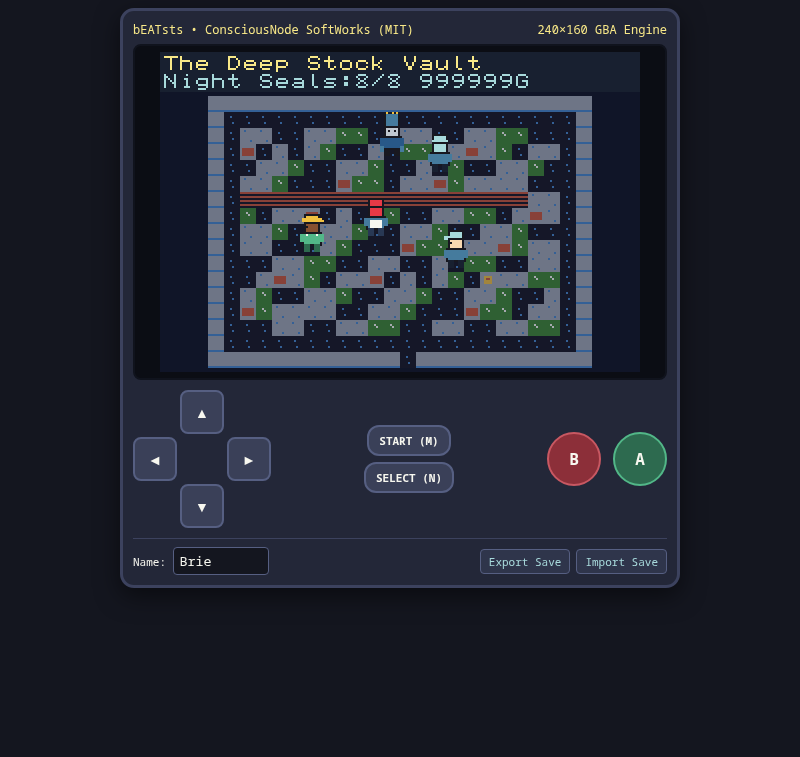 bEATsts • ConsciousNode SoftWorks (MIT)
240×160 GBA Engine
The Deep Stock Vault
Night Seals:8/8 999999G
▲
◄
►
▼
START (M)
SELECT (N)
B
A
Name: Brie
Export Save
Import Save